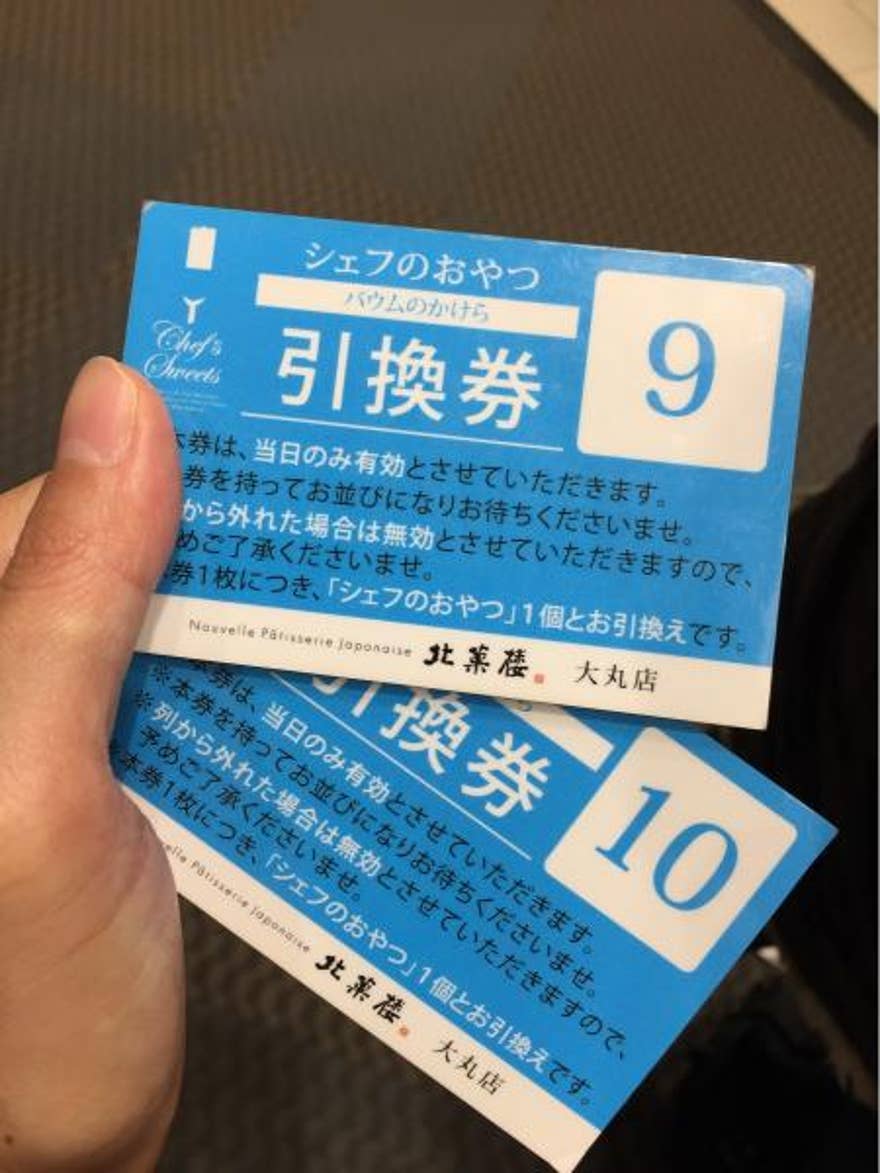 シェフのおやつ
バウムのかけら
引換券
9
Chef's
Sweets
本券は、当日のみ有効とさせていただきます。
券を持ってお並びになりお待ちくださいませ。
から外れた場合は無効とさせていただきますので、
めご了承くださいませ。
券1枚につき、「シェフのおやつ」1個とお引換えです。
Nouvelle Pâtisserie Japonaise 北菓楼 大丸店
引換券
10
券は、当日のみ有効とさせていただきます。
※本券を持ってお並びになりお待ちくださいませ。
※列から外れた場合は無効とさせていただきますので、
予めご了承くださいませ。
※本券1枚につき、「シェフのおやつ」1個とお引換えです。
Pâtisserie Japonaise 北菓楼 大丸店